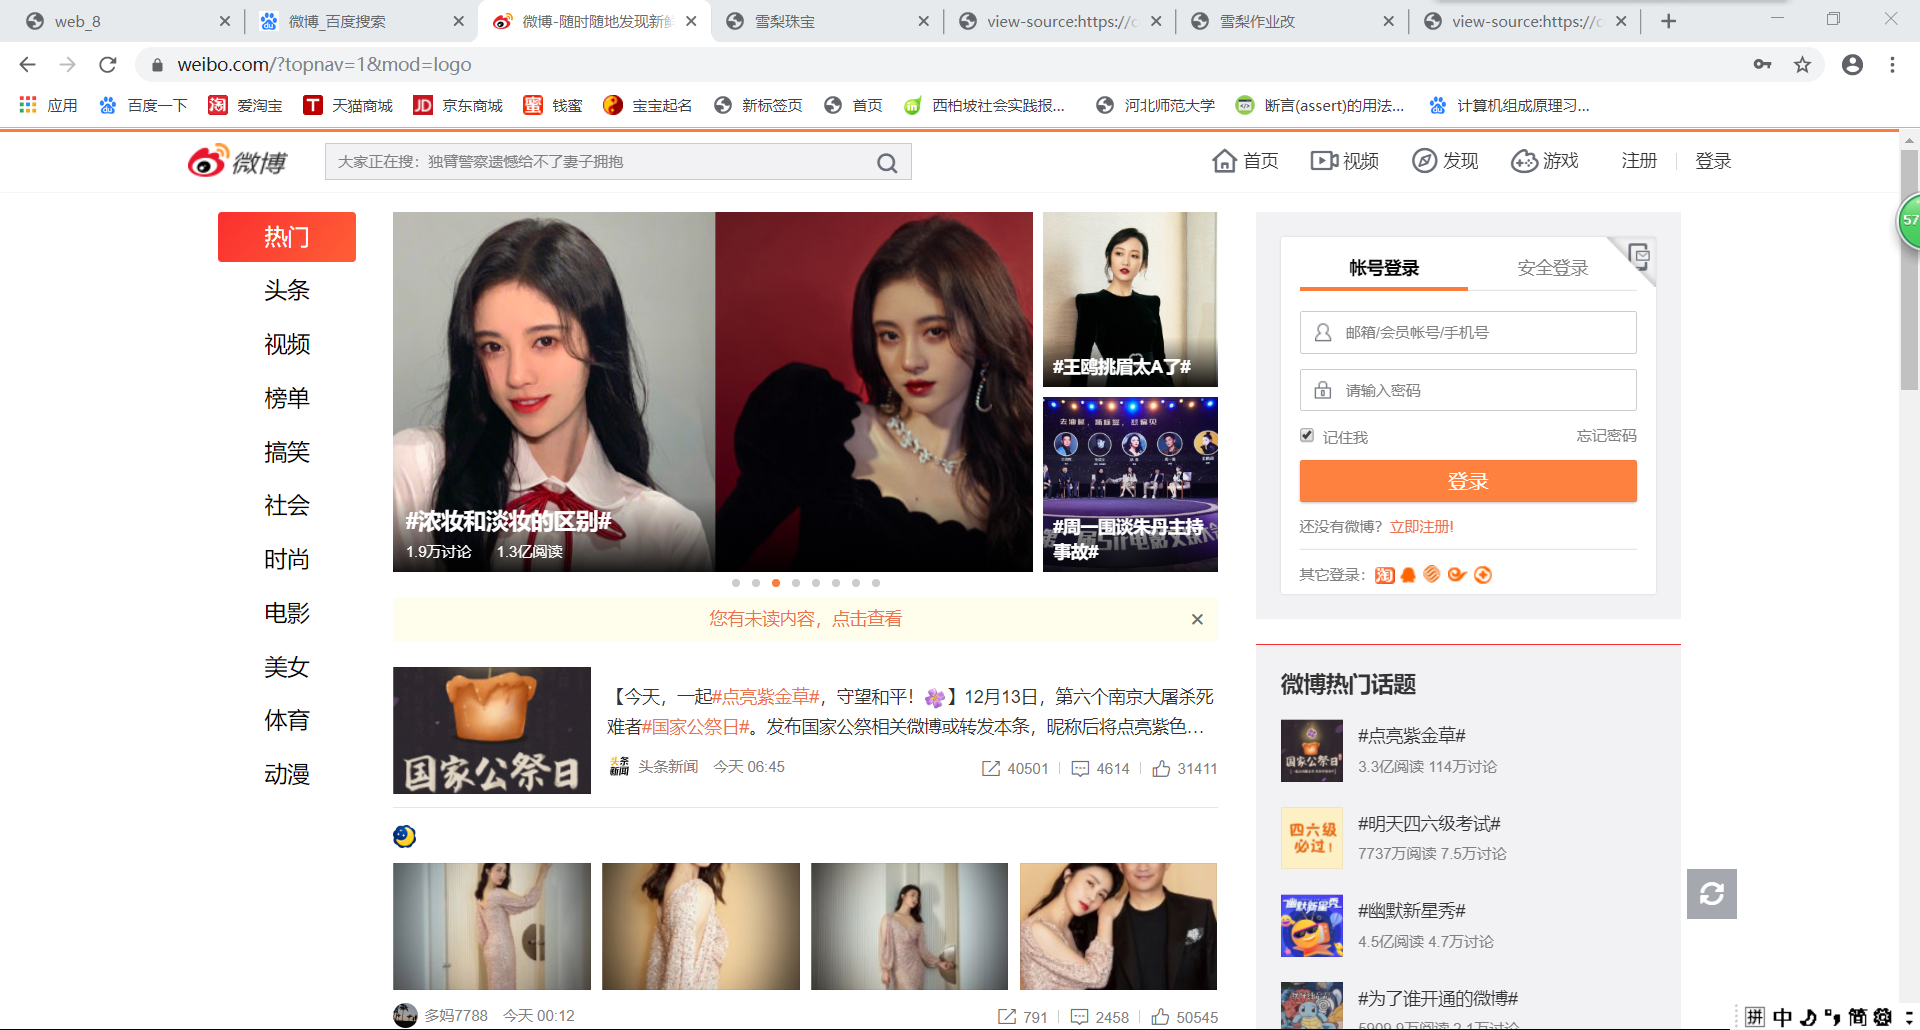 web_8
微博_百度搜索
微博-随时随地发现新鲜
雪梨珠宝
view-source:https://c
雪梨作业改
view-source:https://c
weibo.com/?topnav=1&mod=logo
应用
百度一下
爱淘宝
天猫商城
京东商城
钱蜜
宝宝起名
新标签页
首页
西柏坡社会实践报...
河北师范大学
断言(assert)的用法...
计算机组成原理习...
微博
大家正在搜：独臂警察遗憾给不了妻子拥抱
首页
视频
发现
游戏
注册
登录
57
热门
头条
视频
榜单
搞笑
社会
时尚
电影
美女
体育
动漫
#浓妆和淡妆的区别#
1.9万讨论 1.3亿阅读
#王鸥挑眉太A了#
#周一围谈朱丹主持
事故#
您有未读内容，点击查看
国家公祭日
【今天，一起#点亮紫金草#，守望和平！】12月13日，第六个南京大屠杀死
难者#国家公祭日#。发布国家公祭相关微博或转发本条，昵称后将点亮紫色...
头条新闻 今天 06:45
40501
4614
31411
多妈7788 今天 00:12
791
2458
50545
帐号登录
安全登录
邮箱/会员帐号/手机号
请输入密码
记住我
忘记密码
登录
还没有微博？立即注册!
其它登录：
微博热门话题
国家公祭日
#点亮紫金草#
3.3亿阅读 114万讨论
四六级
必过！
#明天四六级考试#
7737万阅读 7.5万讨论
幽默新星秀
#幽默新星秀#
4.5亿阅读 4.7万讨论
#为了谁开通的微博#
5909.9万阅读 2.1万讨论
拼 中 简